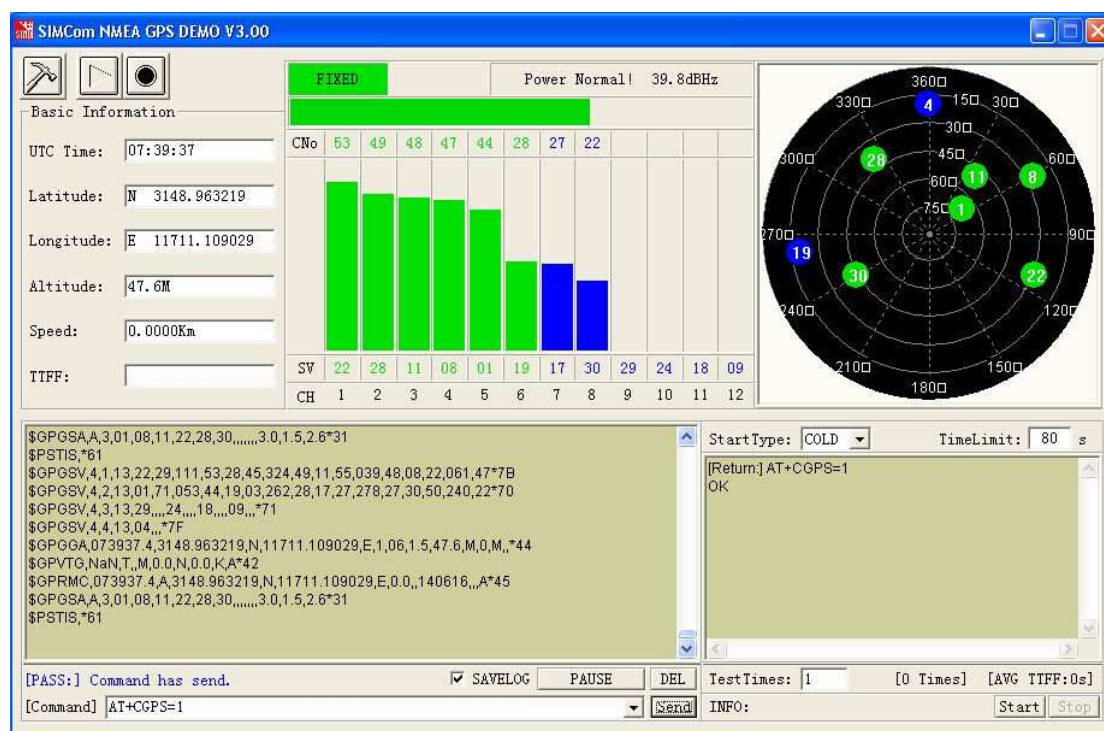 SIMCom NMEA GPS DEMO V3.00
FIXED
Power Normal! 39.8dBHz
Basic Information
UTC Time: 07:39:37
Latitude: N 3148.963219
Longitude: E 11711.109029
Altitude: 47.6M
Speed: 0.0000Km
TTFF:
CNo 53 49 48 47 44 28 27 22
SV 22 28 11 08 01 19 17 30 29 24 18 09
CH 1 2 3 4 5 6 7 8 9 10 11 12
360□
330□ 4 15□ 30□
30□
300□ 28 45□ 60□
60□ 11 8
75□ 1
270□ 90□
19
30 22
240□ 120□
210□ 150□
180□
$GPGSA,A,3,01,08,11,22,28,30,,,,,,,3.0,1.5,2.6*31
$PSTIS,*61
$GPGSV,4,1,13,22,29,111,53,28,45,324,49,11,55,039,48,08,22,061,47*7B
$GPGSV,4,2,13,01,71,053,44,19,03,262,28,17,27,278,27,30,50,240,22*70
$GPGSV,4,3,13,29,,,,24,,,,18,,,,09,,,*71
$GPGSV,4,4,13,04,,,*7F
$GPGGA,073937.4,3148.963219,N,11711.109029,E,1,06,1.5,47.6,M,0,M,,*44
$GPVTG,NaN,T,,M,0.0,N,0.0,K,A*42
$GPRMC,073937.4,A,3148.963219,N,11711.109029,E,0.0,,140616,,,A*45
$GPGSA,A,3,01,08,11,22,28,30,,,,,,,3.0,1.5,2.6*31
$PSTIS,*61
StartType: COLD TimeLimit: 80 s
[Return:] AT+CGPS=1
OK
[PASS:] Command has send. SAVELOG PAUSE DEL
[Command] AT+CGPS=1 Send
TestTimes: 1 [0 Times] [AVG TTFF:0s]
INFO: Start Stop